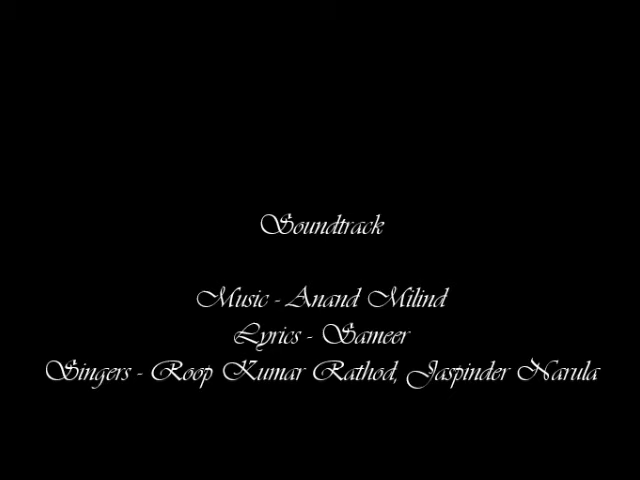 Soundtrack
Music - Anand Milind
Lyrics - Sameer
Singers - Roop Kumar Rathod, Jaspinder Narula